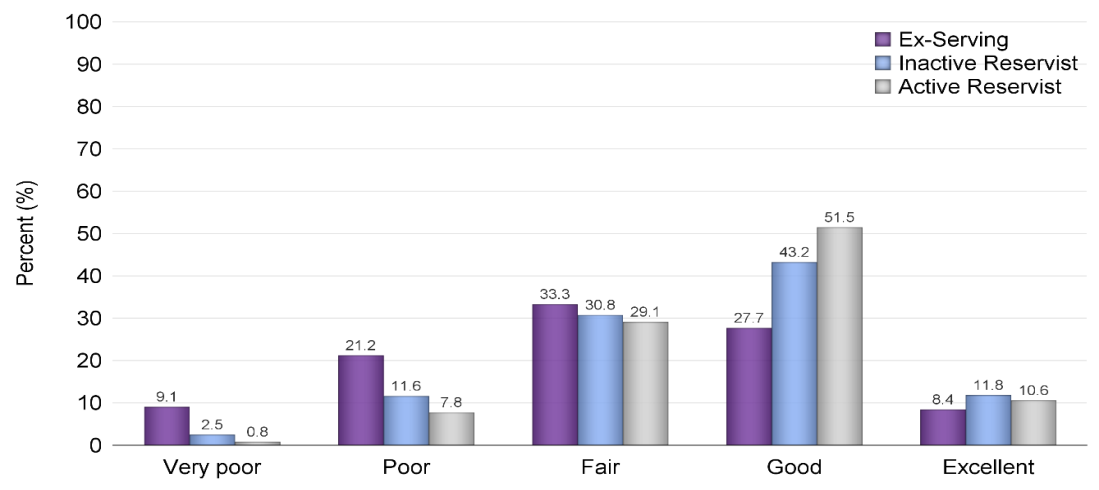 100
90
80
70
60
50
40
30
20
10
0
Percent (%)
Ex-Serving
Inactive Reservist
Active Reservist
9.1
2.5
0.8
21.2
11.6
7.8
33.3
30.8
29.1
27.7
43.2
51.5
8.4
11.8
10.6
Very poor
Poor
Fair
Good
Excellent